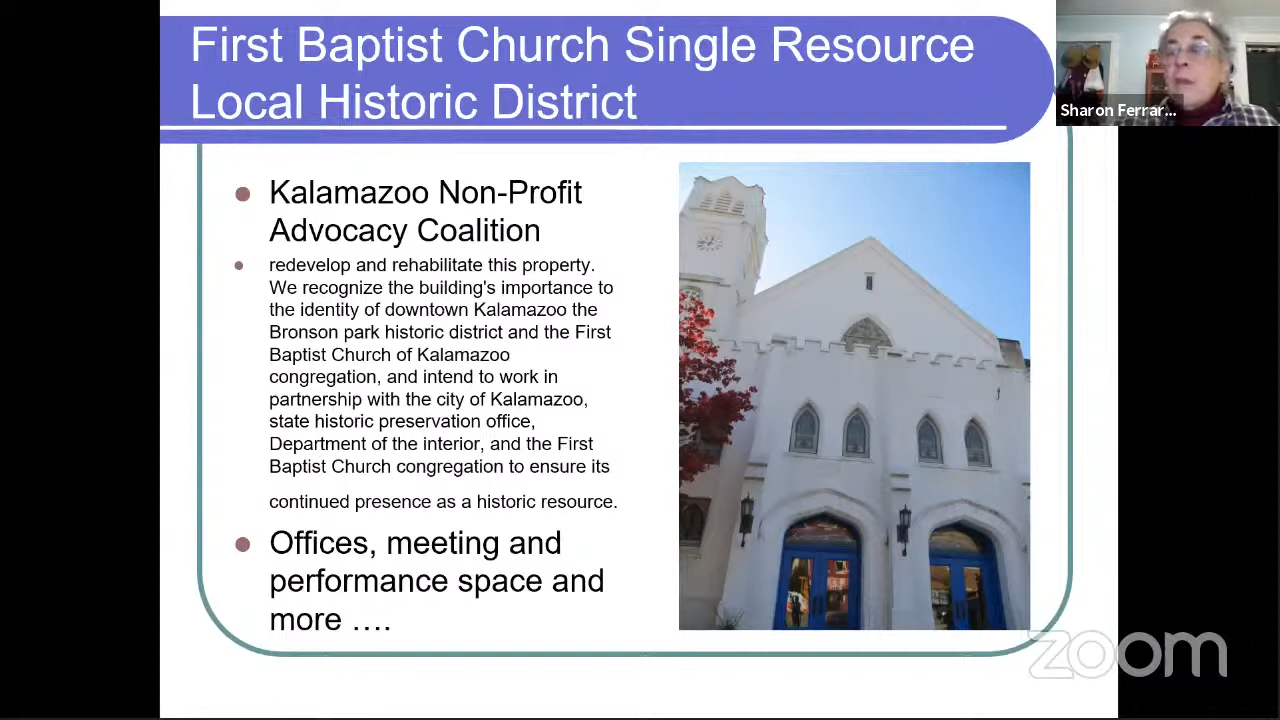 First Baptist Church Single Resource
Local Historic District
Sharon Ferrar...
Kalamazoo Non-Profit
Advocacy Coalition
redevelop and rehabilitate this property.
We recognize the building's importance to
the identity of downtown Kalamazoo the
Bronson park historic district and the First
Baptist Church of Kalamazoo
congregation, and intend to work in
partnership with the city of Kalamazoo,
state historic preservation office,
Department of the interior, and the First
Baptist Church congregation to ensure its
continued presence as a historic resource.
Offices, meeting and
performance space and
more ….
zoom